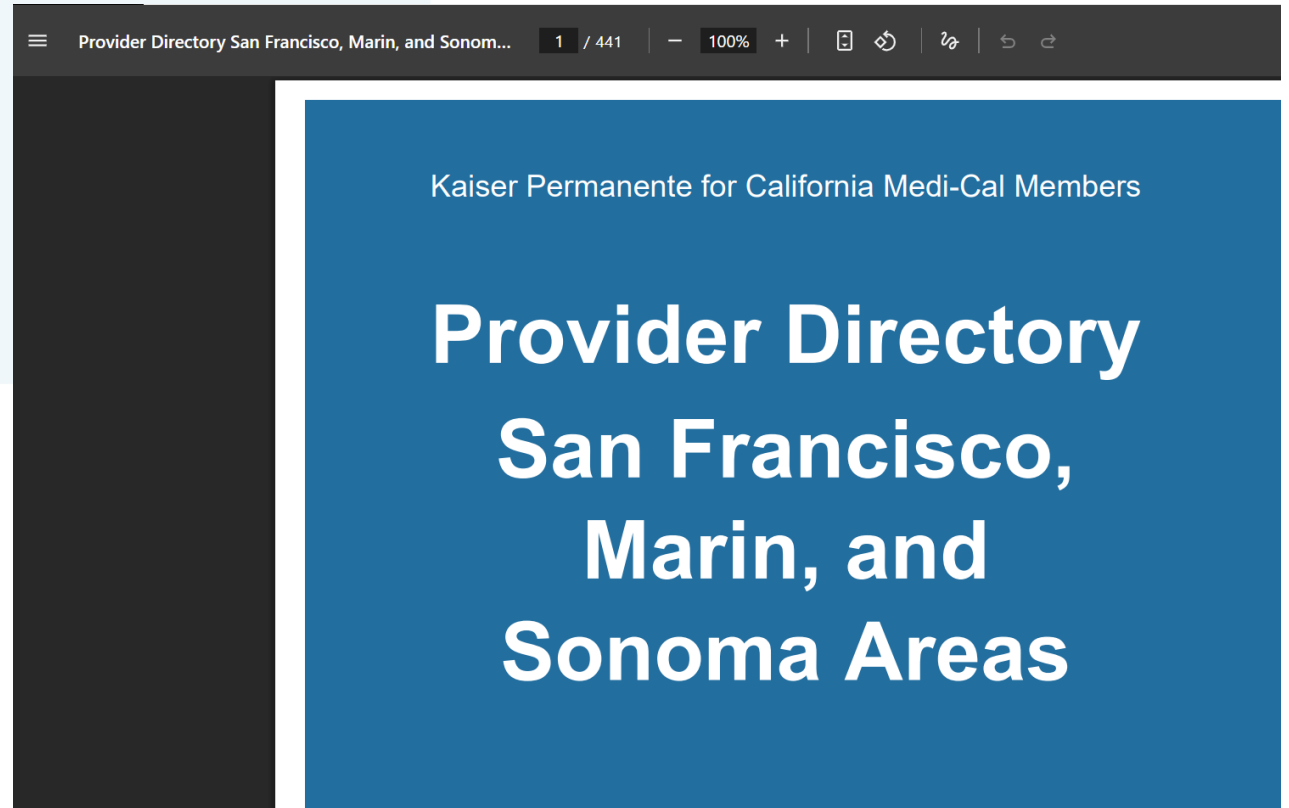 Provider Directory San Francisco, Marin, and Sonom... 1 / 441 100%
Kaiser Permanente for California Medi-Cal Members
Provider Directory
San Francisco,
Marin, and
Sonoma Areas